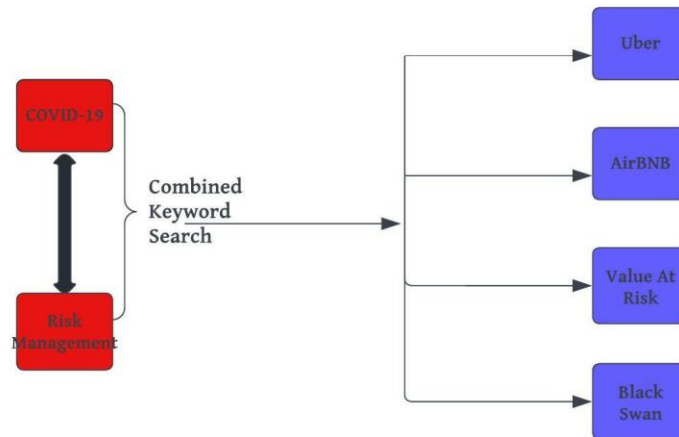 COVID-19
Risk
Management
Combined
Keyword
Search
Uber
AirBNB
Value At
Risk
Black
Swan